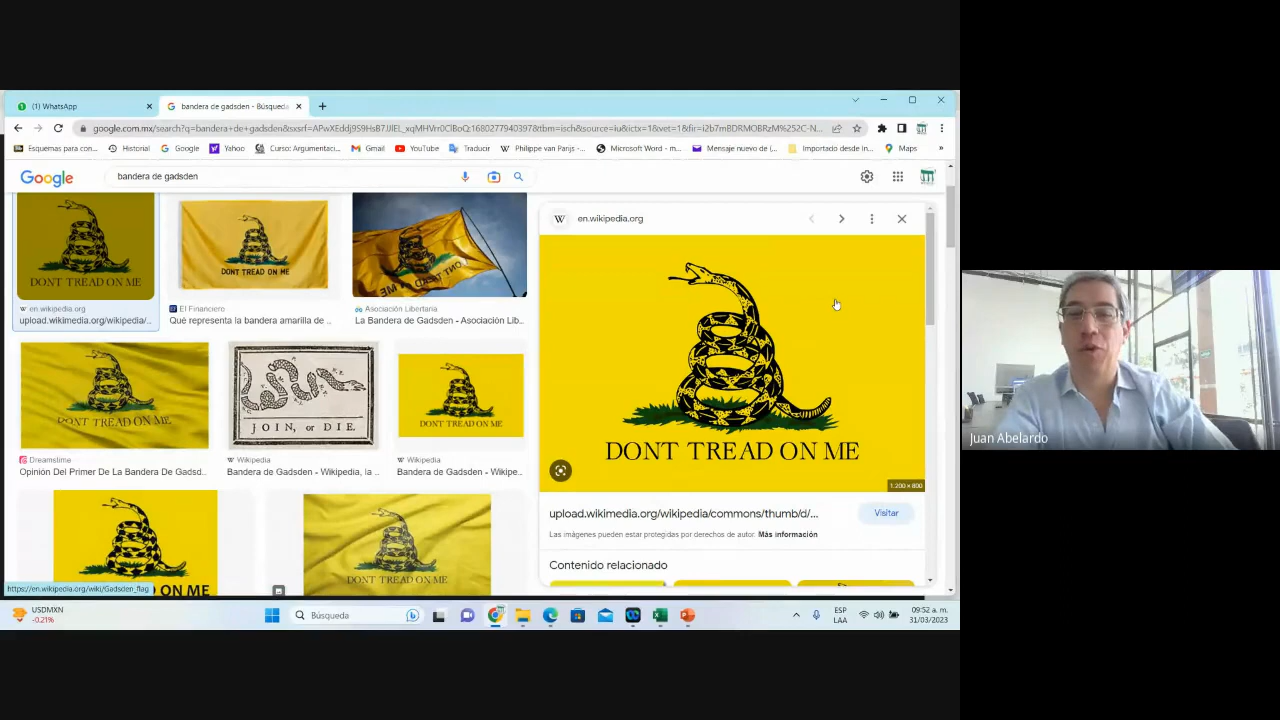 (1) WhatsApp
bandera de gadsden - Búsqueda
Esquemas para con...
Historial
Google
Yahoo
Curso: Argumentaci...
Gmail
YouTube
Traducir
Philippe van Parijs -...
Microsoft Word - m...
Mensaje nuevo de (...
Importado desde In...
Maps
»
Google
bandera de gadsden
W en.wikipedia.org
DONT TREAD ON ME
DONT TREAD ON ME
en.wikipedia.org
upload.wikimedia.org/wikipedia/...
El Financiero
Qué representa la bandera amarilla de ...
Asociación Libertaria
La Bandera de Gadsden - Asociación Lib...
DONT TREAD ON ME
JOIN, or DIE.
DONT TREAD ON ME
Dreamslima
Opinión Del Primer De La Bandera De Gadsd...
Wikipedia
Bandera de Gadsden - Wikipedia, la ...
Wikipedia
Bandera de Gadsden - Wikipe...
DONT TREAD ON ME
1.200 × 800
upload.wikimedia.org/wikipedia/commons/thumb/d/...
Visitar
Las imágenes pueden estar protegidas por derechos de autor. Más información
Contenido relacionado
DONT TREAD ON ME
https://en.wikipedia.org/wiki/Gadsden_flag
USDMXN
-0.21%
Búsqueda
ESP
LAA
09:52 a. m.
31/03/2023
Juan Abelardo